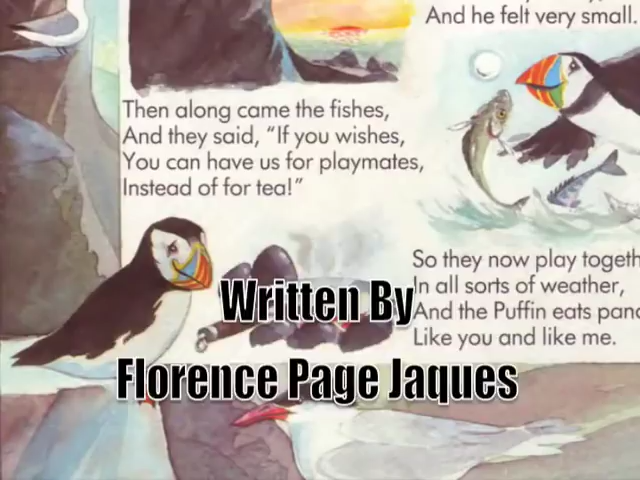 And he felt very small.
Then along came the fishes,
And they said, "If you wishes,
You can have us for playmates,
Instead of for tea!"
So they now play togeth
In all sorts of weather,
And the Puffin eats panc
Like you and like me.
Written By
Florence Page Jaques